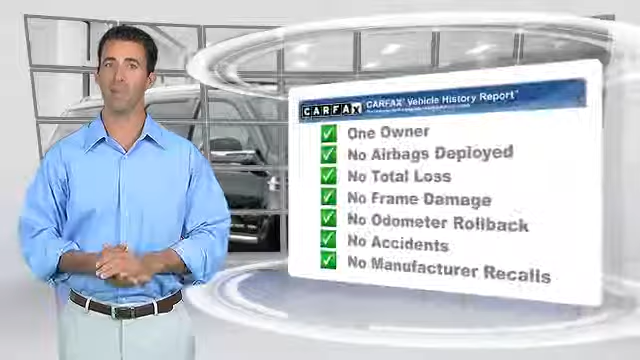 CARFAX CARFAX Vehicle History Report™
One Owner
No Airbags Deployed
No Total Loss
No Frame Damage
No Odometer Rollback
No Accidents
No Manufacturer Recalls